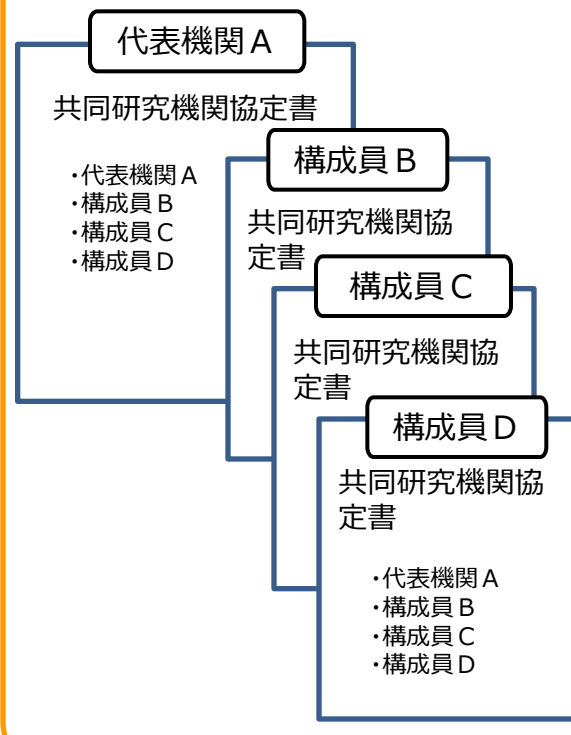 代表機関A
共同研究機関協定書
・代表機関A
・構成員B
・構成員C
・構成員D
構成員B
共同研究機関協
定書
構成員C
共同研究機関協
定書
構成員D
共同研究機関協
定書
・代表機関A
・構成員B
・構成員C
・構成員D